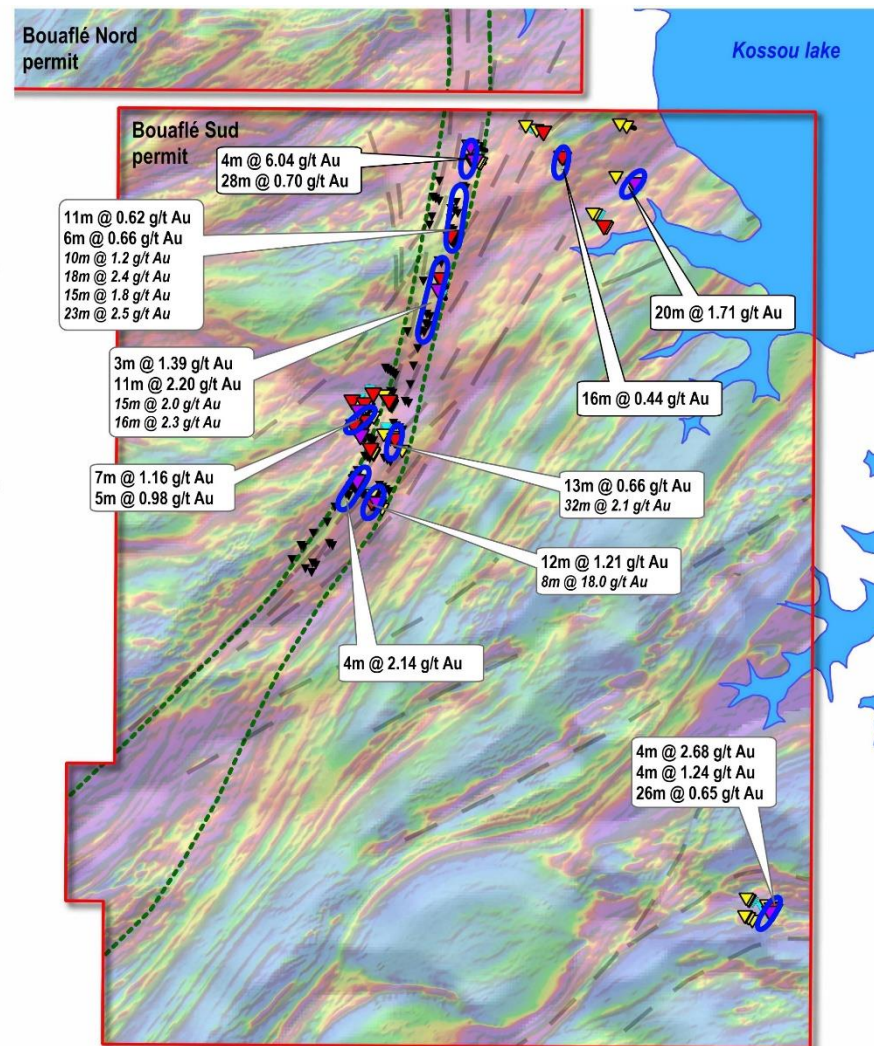 Bouaflé Nord
permit
Kossou lake
Bouaflé Sud
permit
4m @ 6.04 g/t Au
28m @ 0.70 g/t Au
11m @ 0.62 g/t Au
6m @ 0.66 g/t Au
10m @ 1.2 g/t Au
18m @ 2.4 g/t Au
15m @ 1.8 g/t Au
23m @ 2.5 g/t Au
20m @ 1.71 g/t Au
3m @ 1.39 g/t Au
11m @ 2.20 g/t Au
15m @ 2.0 g/t Au
16m @ 2.3 g/t Au
16m @ 0.44 g/t Au
7m @ 1.16 g/t Au
5m @ 0.98 g/t Au
13m @ 0.66 g/t Au
32m @ 2.1 g/t Au
12m @ 1.21 g/t Au
8m @ 18.0 g/t Au
4m @ 2.14 g/t Au
4m @ 2.68 g/t Au
4m @ 1.24 g/t Au
26m @ 0.65 g/t Au